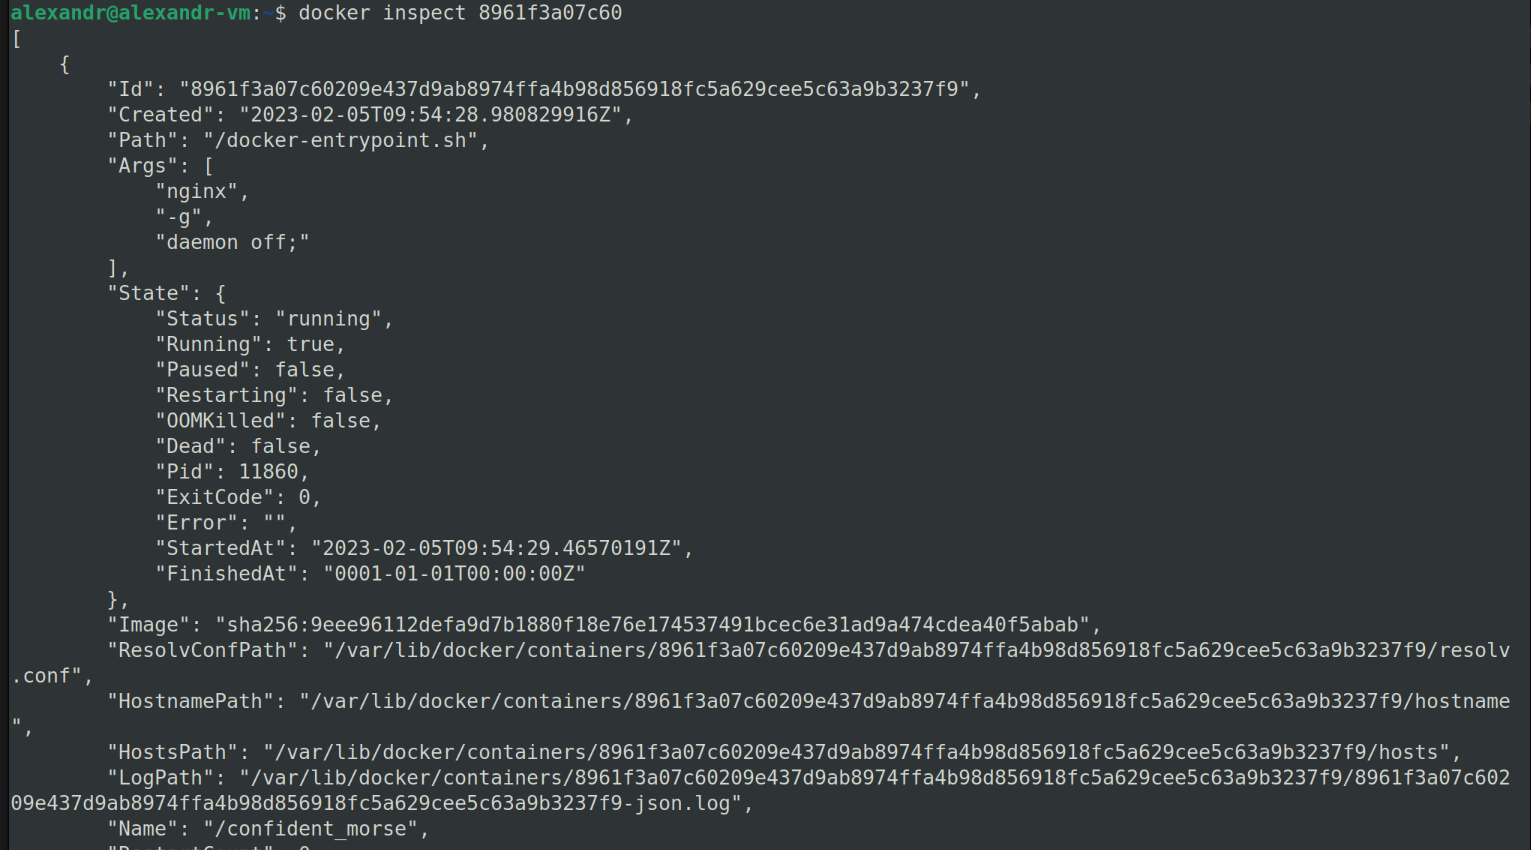 alexandr@alexandr-vm:~$ docker inspect 8961f3a07c60
[
    {
        "Id": "8961f3a07c60209e437d9ab8974ffa4b98d856918fc5a629cee5c63a9b3237f9",
        "Created": "2023-02-05T09:54:28.980829916Z",
        "Path": "/docker-entrypoint.sh",
        "Args": [
            "nginx",
            "-g",
            "daemon off;"
        ],
        "State": {
            "Status": "running",
            "Running": true,
            "Paused": false,
            "Restarting": false,
            "OOMKilled": false,
            "Dead": false,
            "Pid": 11860,
            "ExitCode": 0,
            "Error": "",
            "StartedAt": "2023-02-05T09:54:29.46570191Z",
            "FinishedAt": "0001-01-01T00:00:00Z"
        },
        "Image": "sha256:9eee96112defa9d7b1880f18e76e174537491bcec6e31ad9a474cdea40f5abab",
        "ResolvConfPath": "/var/lib/docker/containers/8961f3a07c60209e437d9ab8974ffa4b98d856918fc5a629cee5c63a9b3237f9/resolv
.conf",
        "HostnamePath": "/var/lib/docker/containers/8961f3a07c60209e437d9ab8974ffa4b98d856918fc5a629cee5c63a9b3237f9/hostname
",
        "HostsPath": "/var/lib/docker/containers/8961f3a07c60209e437d9ab8974ffa4b98d856918fc5a629cee5c63a9b3237f9/hosts",
        "LogPath": "/var/lib/docker/containers/8961f3a07c60209e437d9ab8974ffa4b98d856918fc5a629cee5c63a9b3237f9/8961f3a07c602
09e437d9ab8974ffa4b98d856918fc5a629cee5c63a9b3237f9-json.log",
        "Name": "/confident_morse",